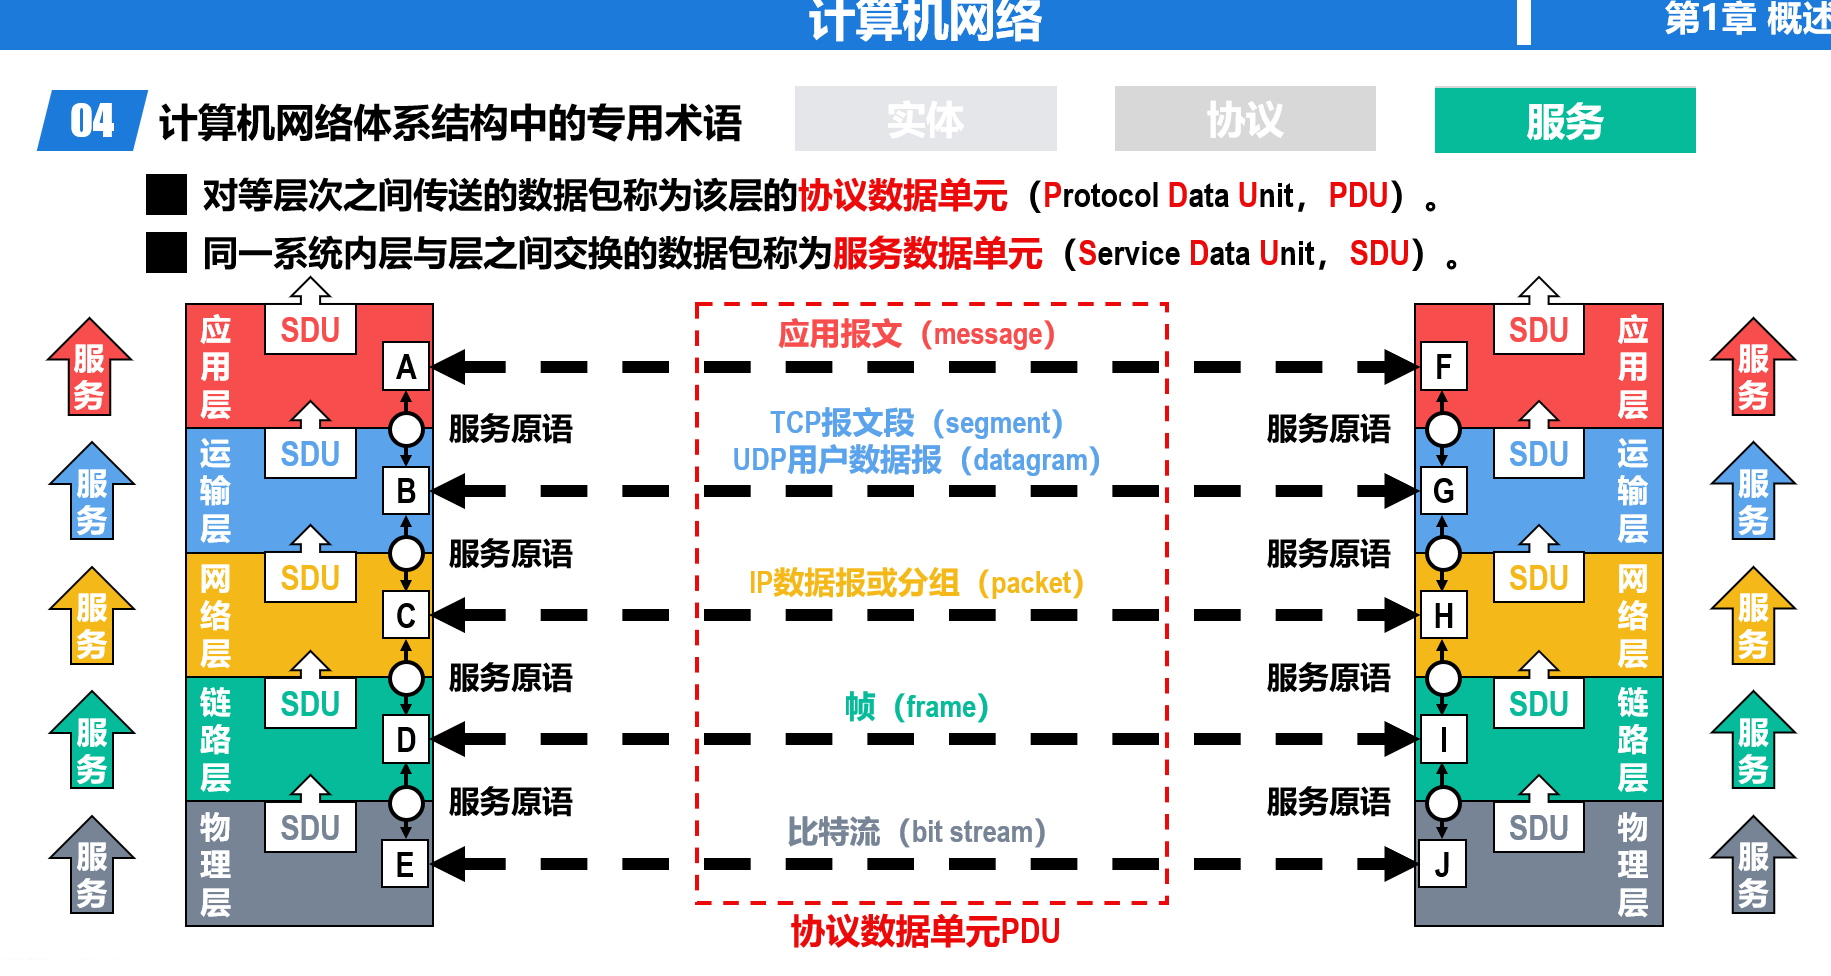 计算机网络
第1章 概述
04 计算机网络体系结构中的专用术语
实体
协议
服务
对等层次之间传送的数据包称为该层的协议数据单元（Protocol Data Unit，PDU）。
同一系统内层与层之间交换的数据包称为服务数据单元（Service Data Unit，SDU）。
服务
应用层
SDU
A
应用报文（message）
F
SDU
应用层
服务
服务原语
服务原语
服务
运输层
SDU
B
TCP报文段（segment）
UDP用户数据报（datagram）
G
SDU
运输层
服务
服务原语
服务原语
服务
网络层
SDU
C
IP数据报或分组（packet）
H
SDU
网络层
服务
服务原语
服务原语
服务
链路层
SDU
D
帧（frame）
I
SDU
链路层
服务
服务原语
服务原语
服务
物理层
SDU
E
比特流（bit stream）
J
SDU
物理层
服务
协议数据单元PDU